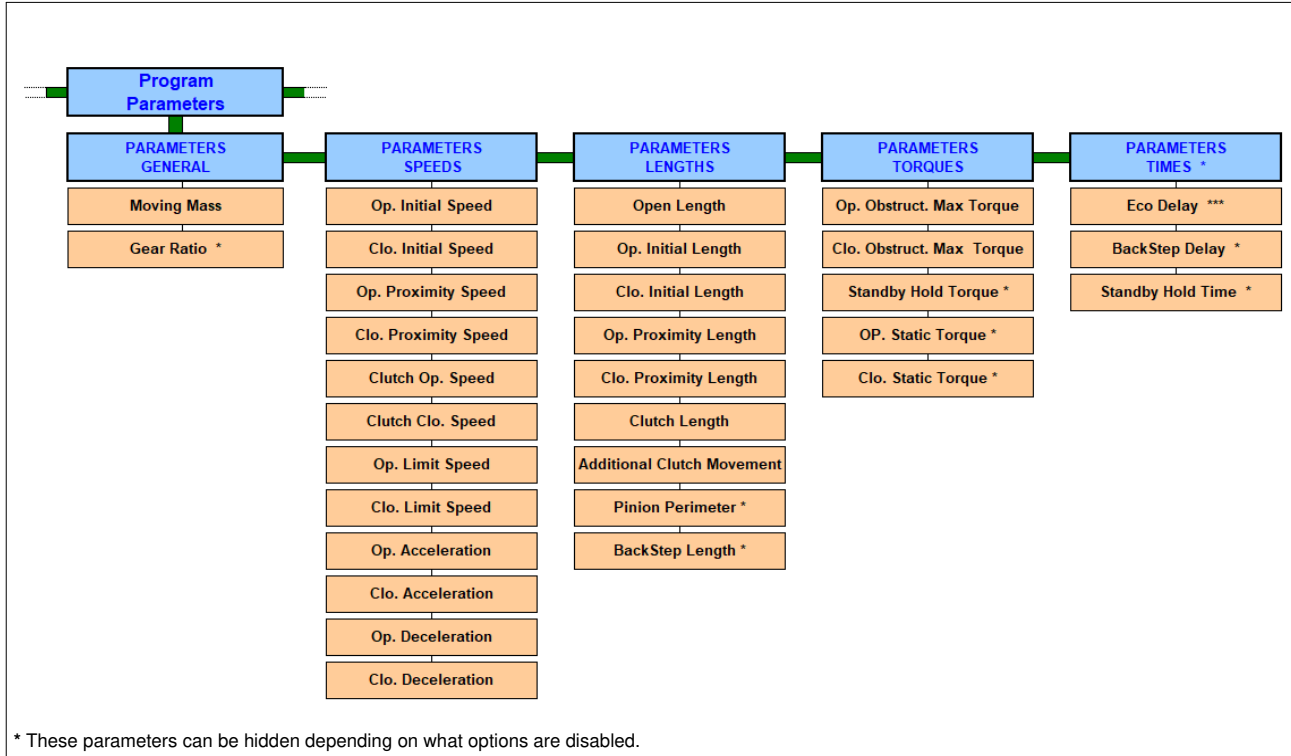 Program
Parameters
PARAMETERS
GENERAL
Moving Mass
Gear Ratio *
PARAMETERS
SPEEDS
Op. Initial Speed
Clo. Initial Speed
Op. Proximity Speed
Clo. Proximity Speed
Clutch Op. Speed
Clutch Clo. Speed
Op. Limit Speed
Clo. Limit Speed
Op. Acceleration
Clo. Acceleration
Op. Deceleration
Clo. Deceleration
PARAMETERS
LENGTHS
Open Length
Op. Initial Length
Clo. Initial Length
Op. Proximity Length
Clo. Proximity Length
Clutch Length
Additional Clutch Movement
Pinion Perimeter *
BackStep Length *
PARAMETERS
TORQUES
Op. Obstruct. Max Torque
Clo. Obstruct. Max Torque
Standby Hold Torque *
OP. Static Torque *
Clo. Static Torque *
PARAMETERS
TIMES *
Eco Delay ***
BackStep Delay *
Standby Hold Time *
* These parameters can be hidden depending on what options are disabled.